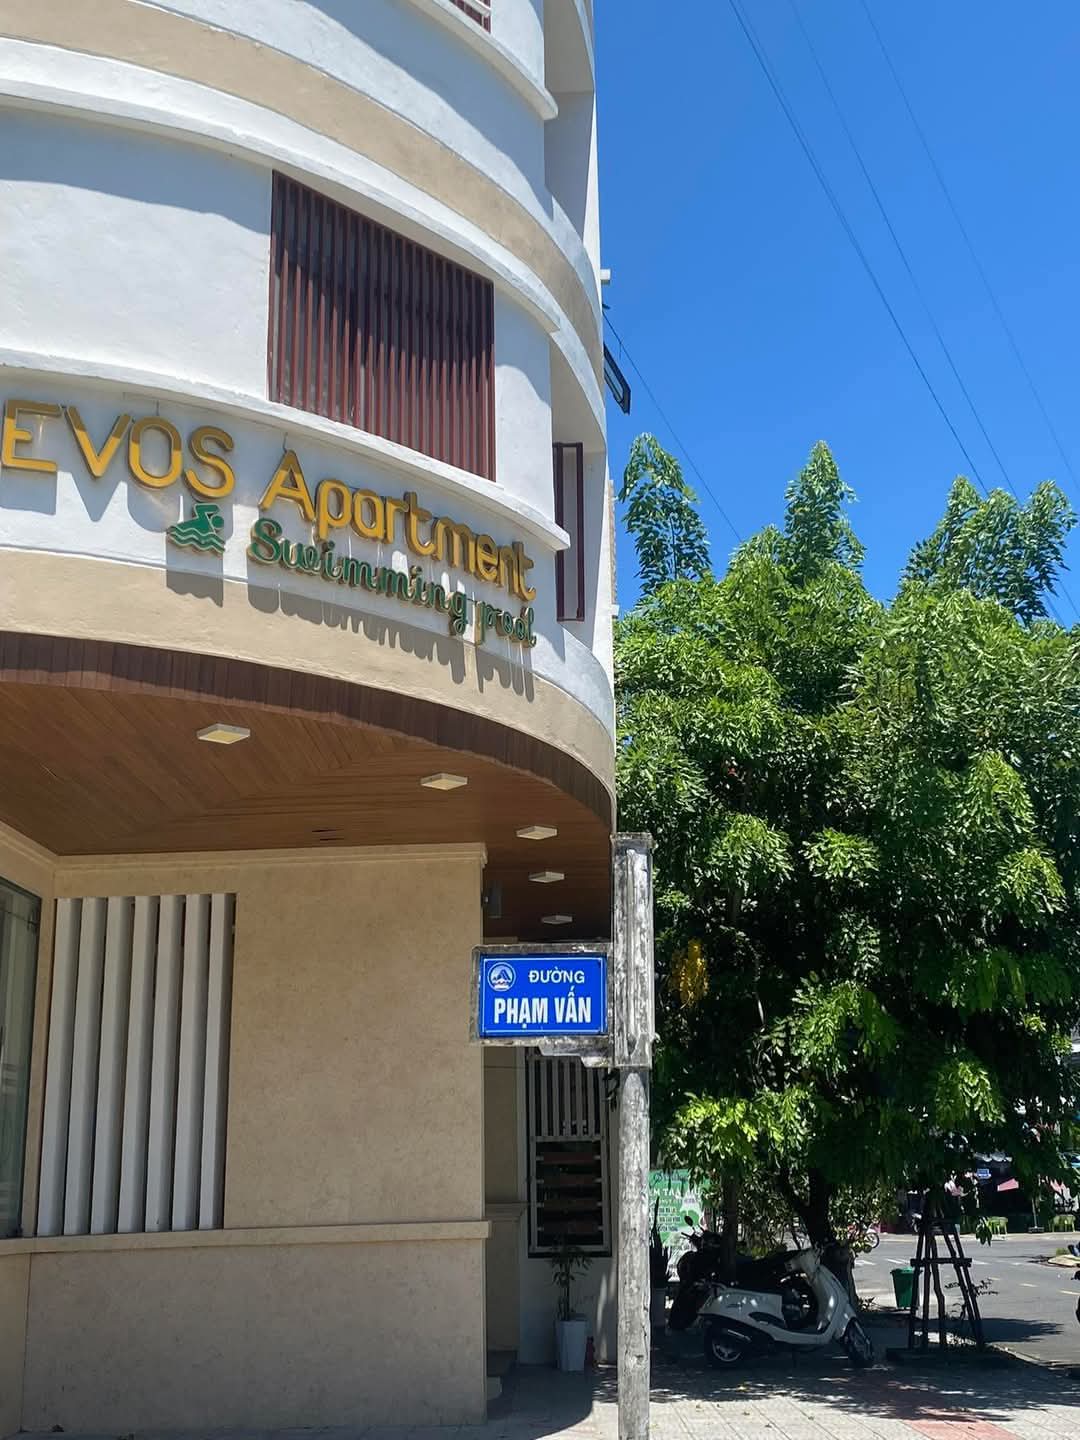 EVOS Apartment
Swimming pool
ĐƯỜNG
PHẠM VẤN